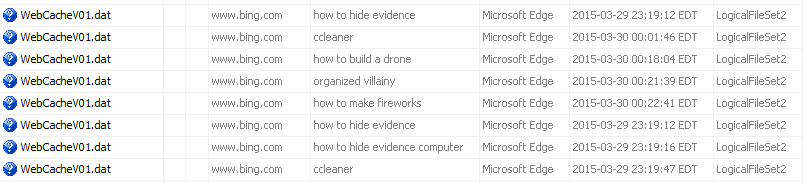 WebCacheV01.dat www.bing.com how to hide evidence Microsoft Edge 2015-03-29 23:19:12 EDT LogicalFileSet2
WebCacheV01.dat www.bing.com ccleaner Microsoft Edge 2015-03-30 00:01:46 EDT LogicalFileSet2
WebCacheV01.dat www.bing.com how to build a drone Microsoft Edge 2015-03-30 00:18:04 EDT LogicalFileSet2
WebCacheV01.dat www.bing.com organized villainy Microsoft Edge 2015-03-30 00:21:39 EDT LogicalFileSet2
WebCacheV01.dat www.bing.com how to make fireworks Microsoft Edge 2015-03-30 00:22:41 EDT LogicalFileSet2
WebCacheV01.dat www.bing.com how to hide evidence Microsoft Edge 2015-03-29 23:19:12 EDT LogicalFileSet2
WebCacheV01.dat www.bing.com how to hide evidence computer Microsoft Edge 2015-03-29 23:19:16 EDT LogicalFileSet2
WebCacheV01.dat www.bing.com ccleaner Microsoft Edge 2015-03-29 23:19:47 EDT LogicalFileSet2